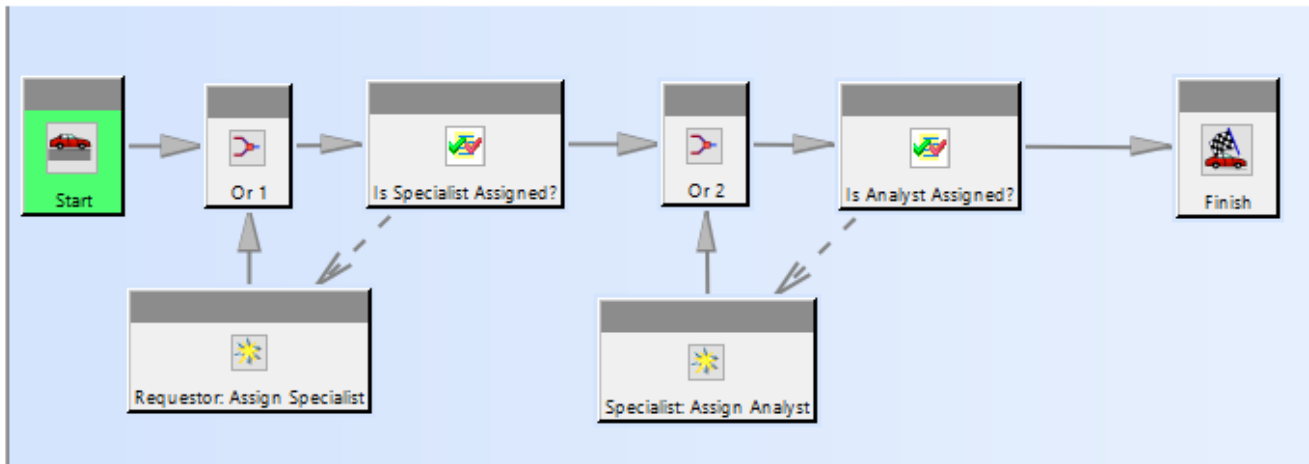 Start
Or 1
Is Specialist Assigned?
Or 2
Is Analyst Assigned?
Finish
Requestor: Assign Specialist
Specialist: Assign Analyst